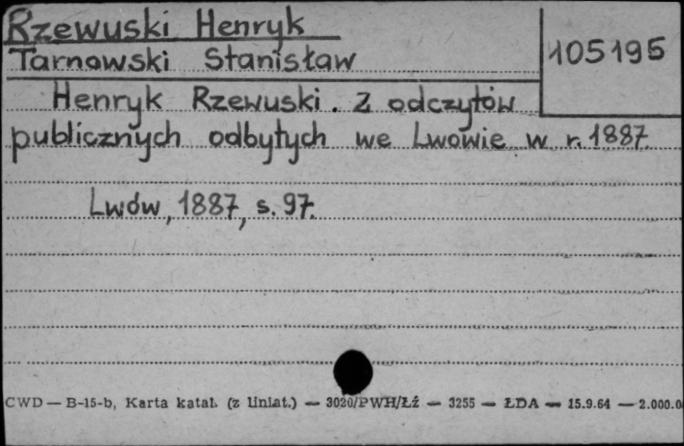 Rzewuski Henryk
Tarnowski Stanisław
105195
Henryk Rzewuski. Z odczytów
publicznych odbytych we Lwowie w r. 1887.
Lwów, 1887, s. 97.
CWD — B-15-b, Karta katal. (z liniat.) — 3020/PWH/Łź — 3255 — ŁDA — 15.9.64 — 2.000.0